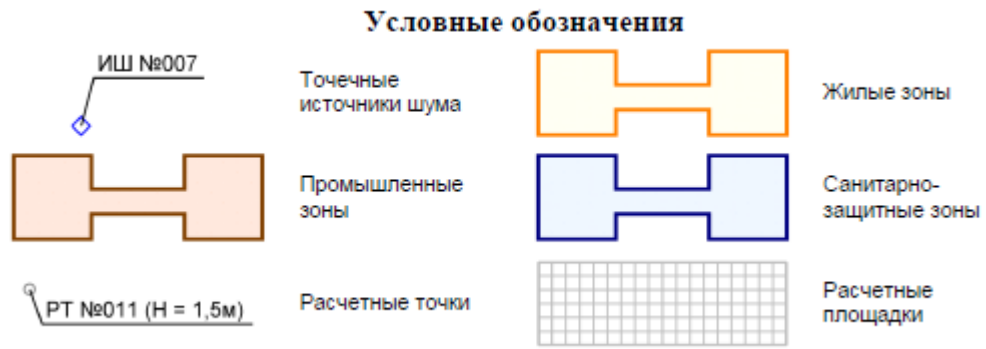 Условные обозначения
ИШ №007
Точечные
источники шума
Жилые зоны
Промышленные
зоны
Санитарно-
защитные зоны
РТ №011 (Н = 1,5м)
Расчетные точки
Расчетные
площадки